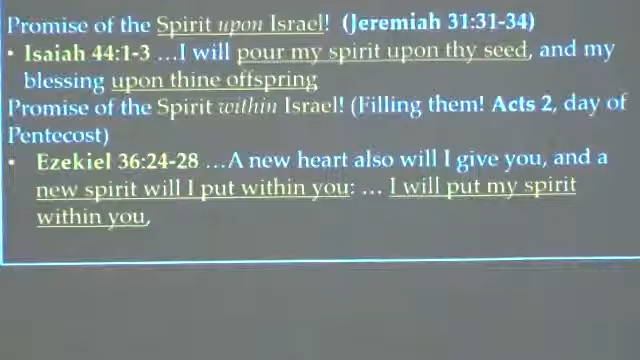 Promise of the Spirit upon Israel! (Jeremiah 31:31-34)
• Isaiah 44:1-3 …I will pour my spirit upon thy seed, and my
blessing upon thine offspring
Promise of the Spirit within Israel! (Filling them! Acts 2, day of
Pentecost)
• Ezekiel 36:24-28 …A new heart also will I give you, and a
new spirit will I put within you: … I will put my spirit
within you,